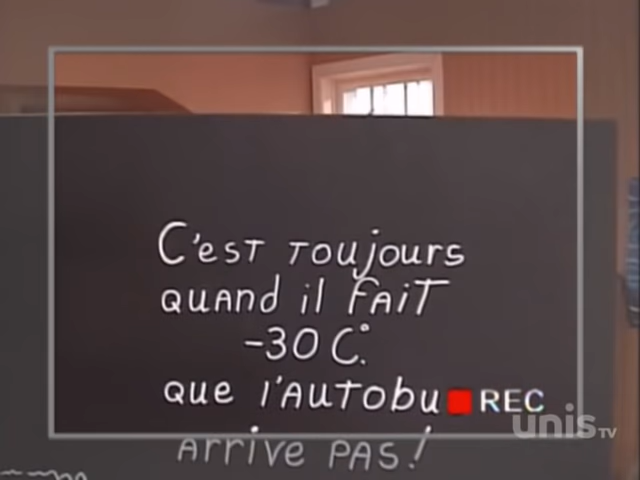 C'EST TOUJOURS
QUAND il FAIT
-30 C°.
QUE l'AUTOBU
REC
unis TV
ARRIVE PAS!